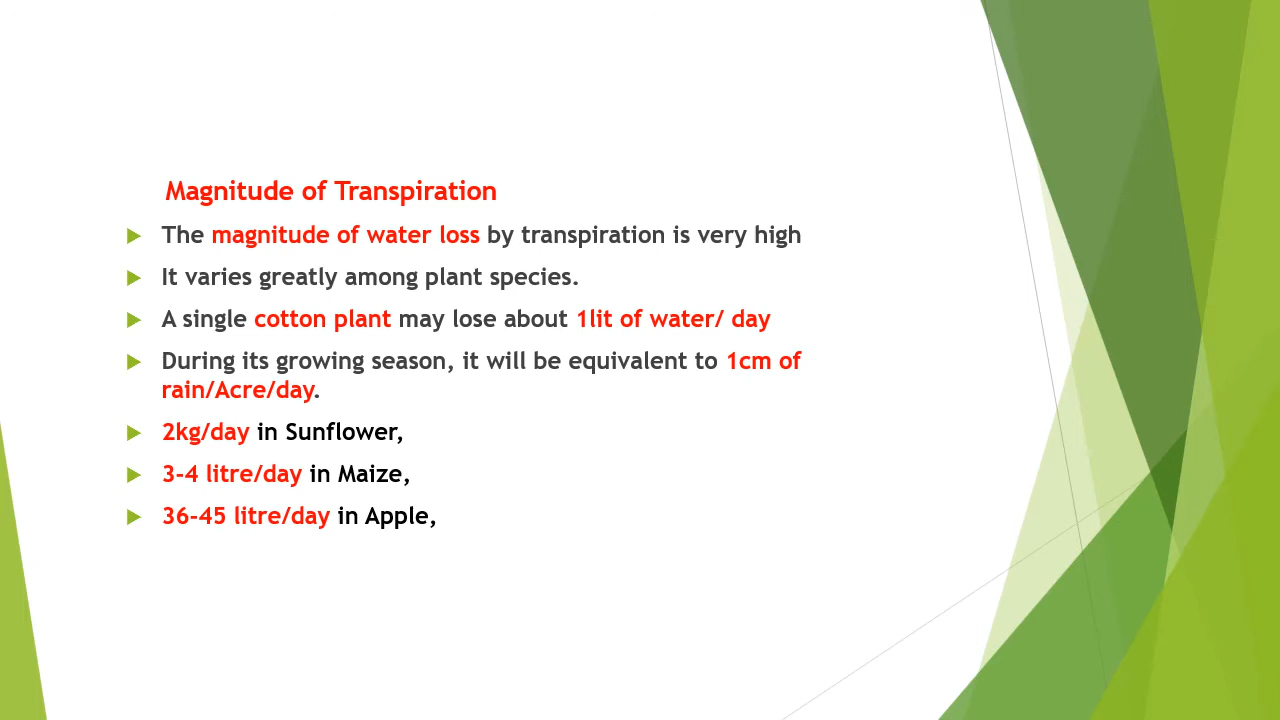 Magnitude of Transpiration
The magnitude of water loss by transpiration is very high
It varies greatly among plant species.
A single cotton plant may lose about 1lit of water/ day
During its growing season, it will be equivalent to 1cm of
rain/Acre/day.
2kg/day in Sunflower,
3-4 litre/day in Maize,
36-45 litre/day in Apple,